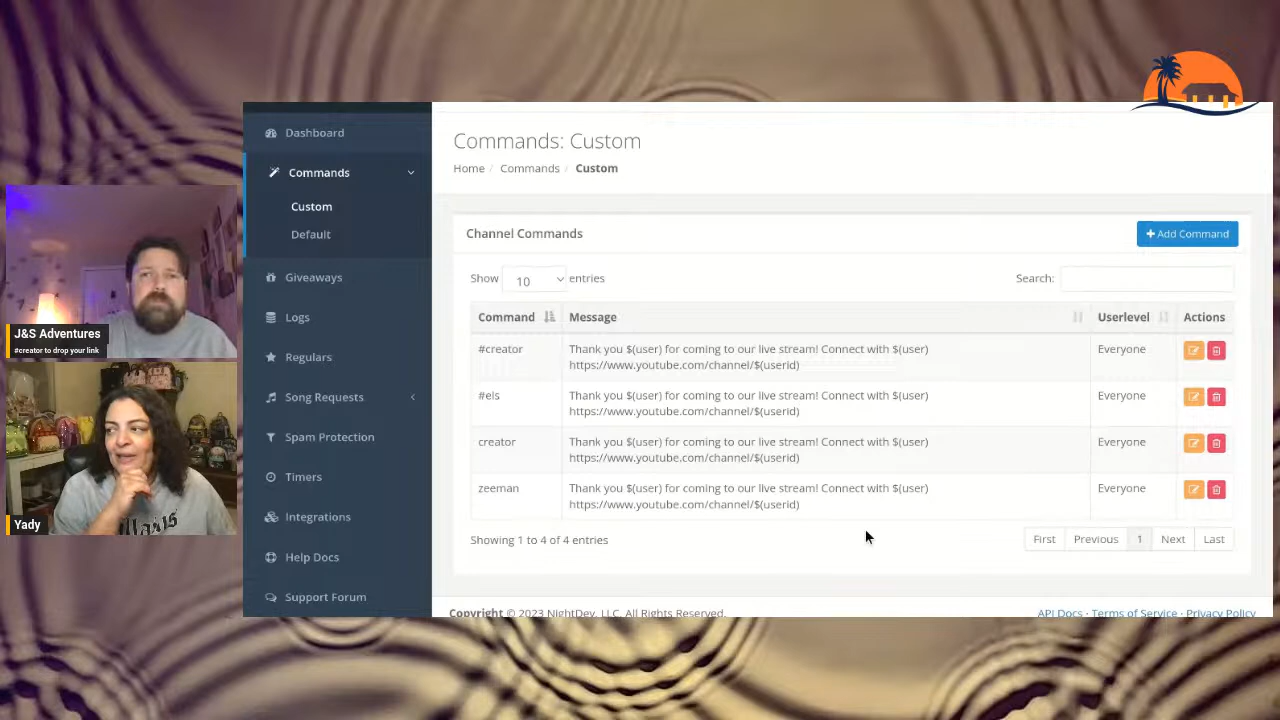 Dashboard
Commands
Custom
Default
Giveaways
Logs
Regulars
Song Requests
Spam Protection
Timers
Integrations
Help Docs
Support Forum
Commands: Custom
Home / Commands / Custom
Channel Commands
+ Add Command
Show 10 entries
Search:
Command Message Userlevel Actions
#creator Thank you $(user) for coming to our live stream! Connect with $(user) Everyone
https://www.youtube.com/channel/$(userid)
#els Thank you $(user) for coming to our live stream! Connect with $(user) Everyone
https://www.youtube.com/channel/$(userid)
creator Thank you $(user) for coming to our live stream! Connect with $(user) Everyone
https://www.youtube.com/channel/$(userid)
zeeman Thank you $(user) for coming to our live stream! Connect with $(user) Everyone
https://www.youtube.com/channel/$(userid)
Showing 1 to 4 of 4 entries
First Previous 1 Next Last
Copyright © 2023 NightDev, LLC. All Rights Reserved.
API Docs · Terms of Service · Privacy Policy
J&S Adventures
#creator to drop your link
Yady